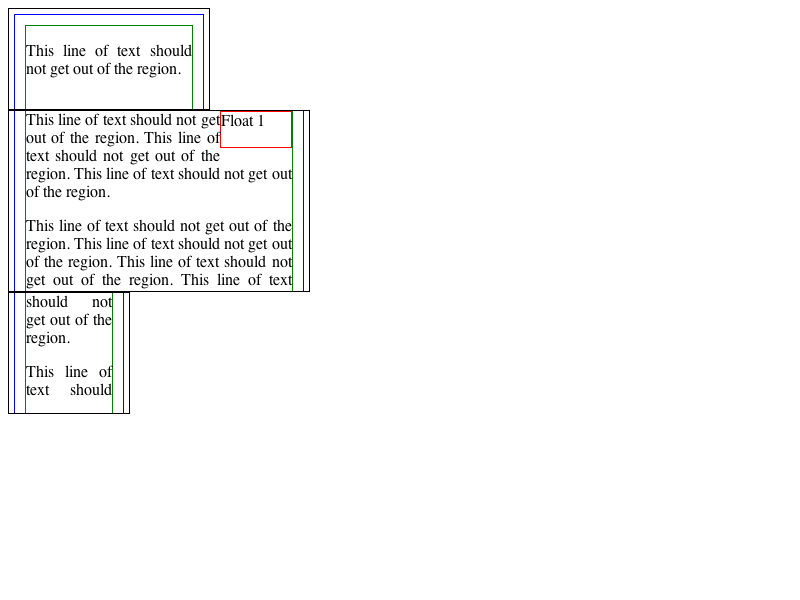 This line of text should
not get out of the region.
This line of text should not get
Float 1
out of the region. This line of
text should not get out of the
region. This line of text should not get out
of the region.
This line of text should not get out of the
region. This line of text should not get out
of the region. This line of text should not
get out of the region. This line of text
should not
get out of the
region.
This line of
text should